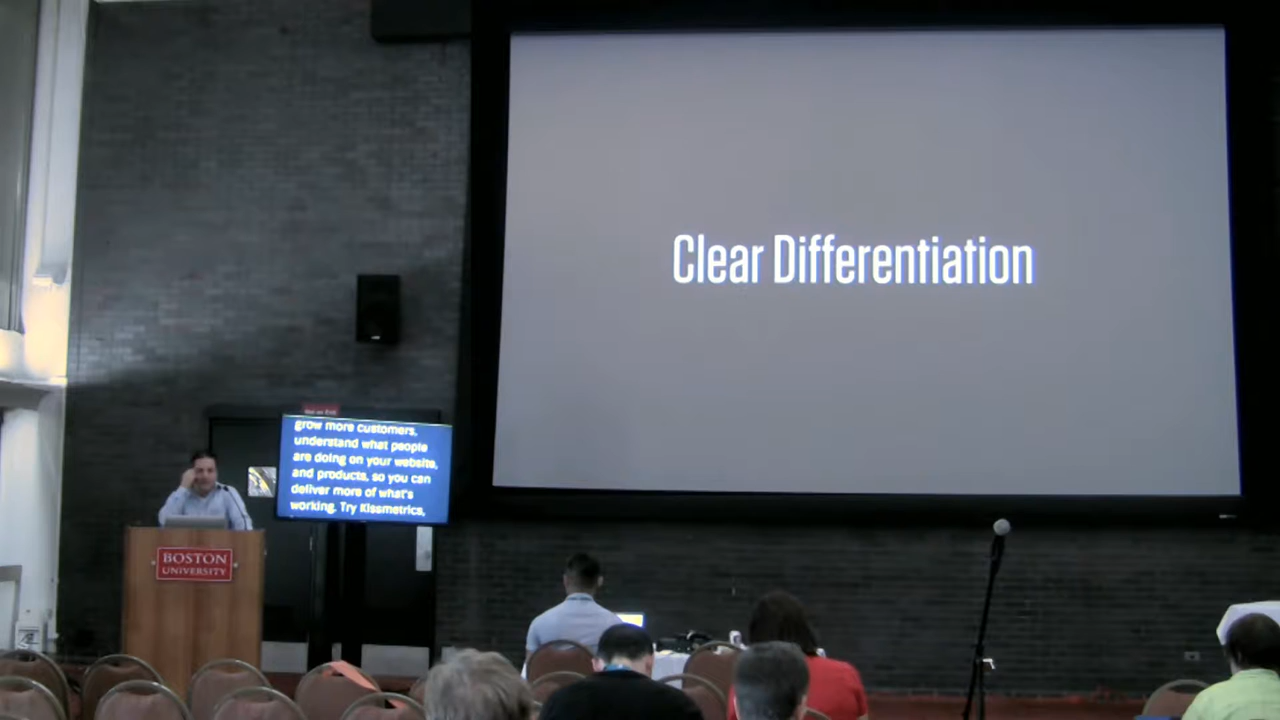 Clear Differentiation
grow more customers,
understand what people
are doing on your website,
and products, so you can
deliver more of what's
working. Try Kissmetrics,
BOSTON
UNIVERSITY